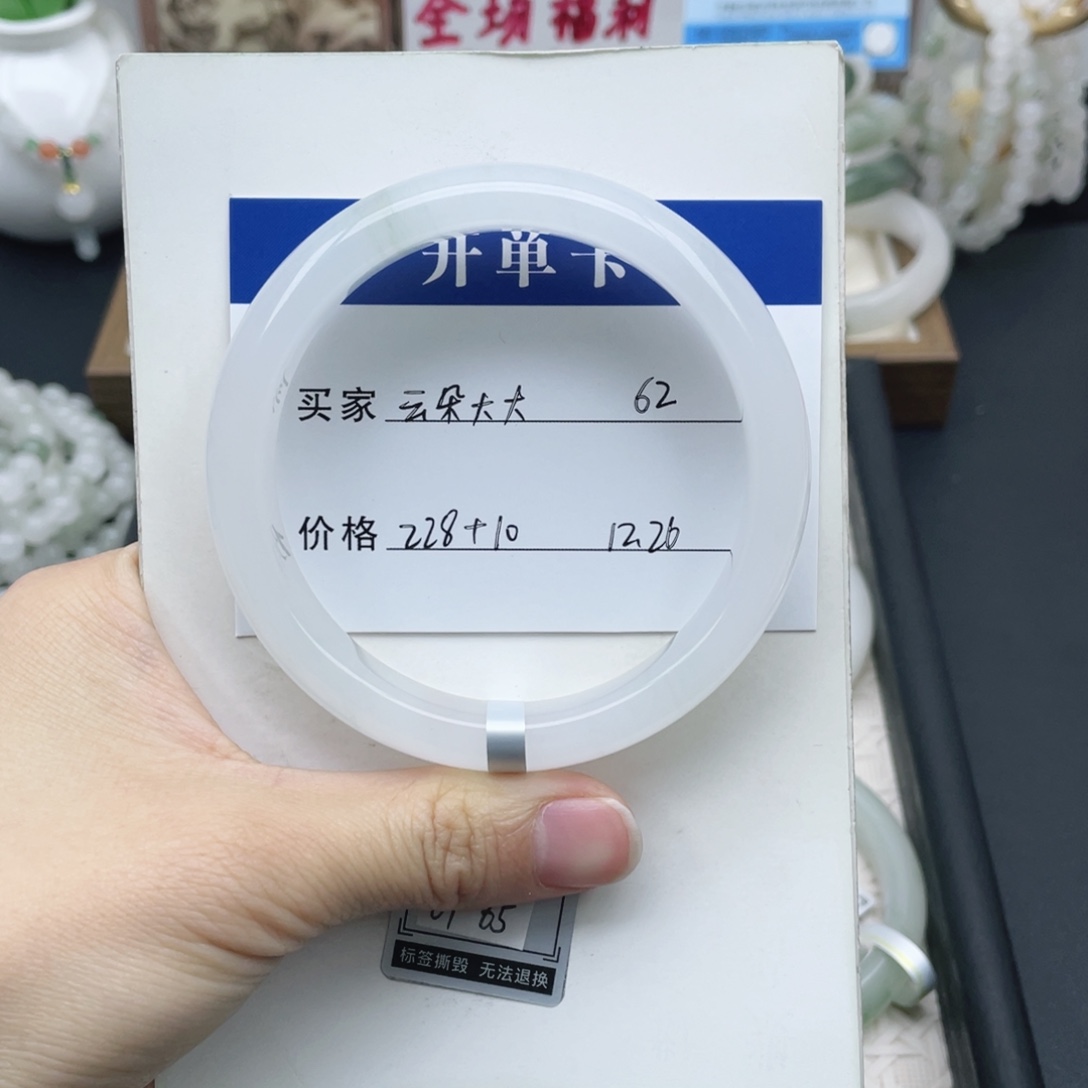 全场福利
开单卡
买家 云朵大大 62
价格 228+10 12.26
65
标签撕毁 无法退换